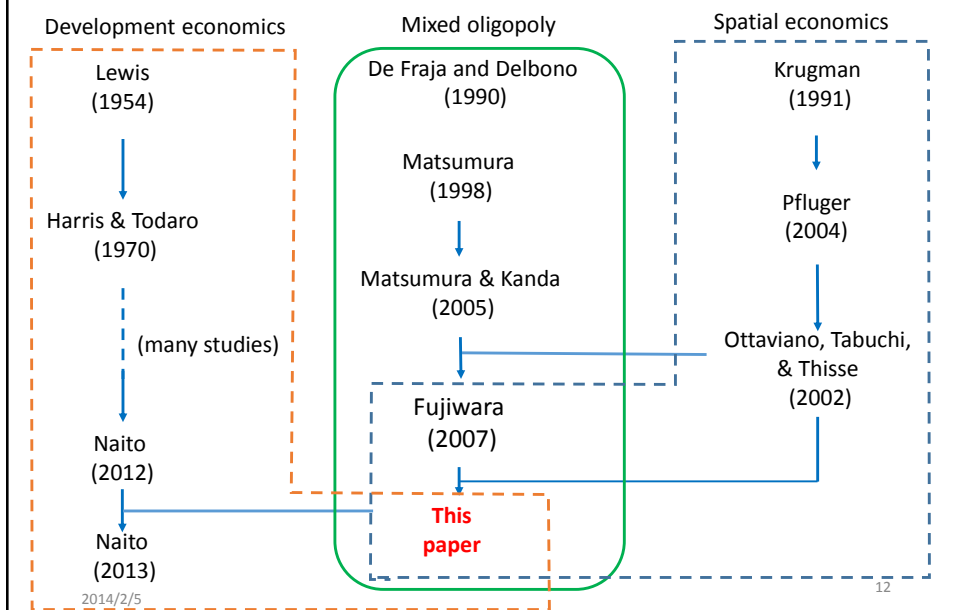 Development economics
Lewis
(1954)
Harris & Todaro
(1970)
(many studies)
Naito
(2012)
Naito
(2013)
Mixed oligopoly
De Fraja and Delbono
(1990)
Matsumura
(1998)
Matsumura & Kanda
(2005)
Fujiwara
(2007)
This
paper
Spatial economics
Krugman
(1991)
Pfluger
(2004)
Ottaviano, Tabuchi,
& Thisse
(2002)
2014/2/5
12